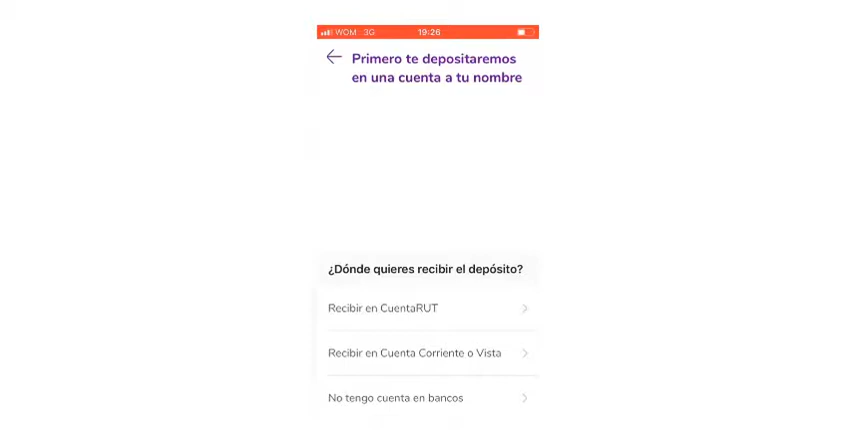 WOM 3G 19:26
Primero te depositaremos
en una cuenta a tu nombre
¿Dónde quieres recibir el depósito?
Recibir en CuentaRUT
Recibir en Cuenta Corriente o Vista
No tengo cuenta en bancos